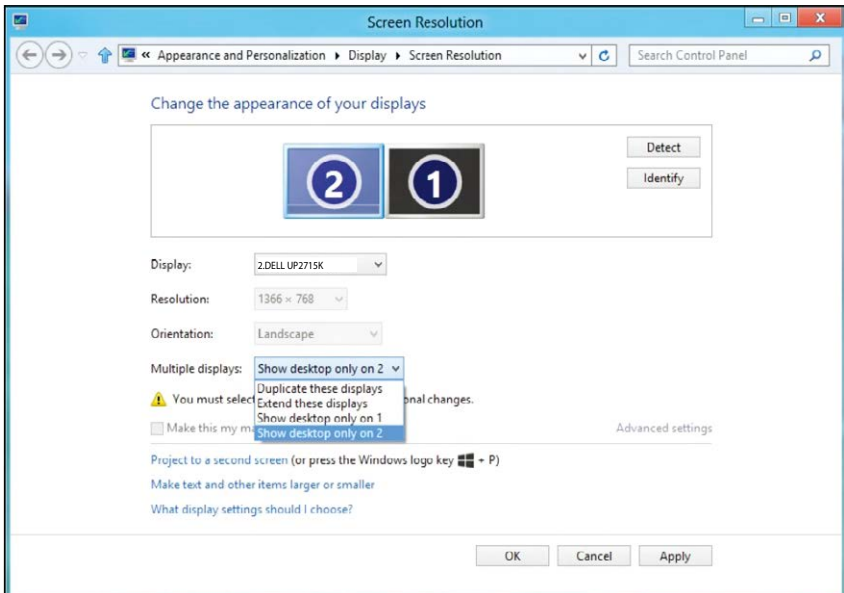 Screen Resolution
« Appearance and Personalization Display Screen Resolution
Search Control Panel
Change the appearance of your displays
2
1
Detect
Identify
Display: 2.DELL UP2715K
Resolution: 1366 × 768
Orientation: Landscape
Multiple displays: Show desktop only on 2
Duplicate these displays
Extend these displays
Show desktop only on 1
Show desktop only on 2
You must select changes.
Make this my Advanced settings
Project to a second screen (or press the Windows logo key + P)
Make text and other items larger or smaller
What display settings should I choose?
OK Cancel Apply